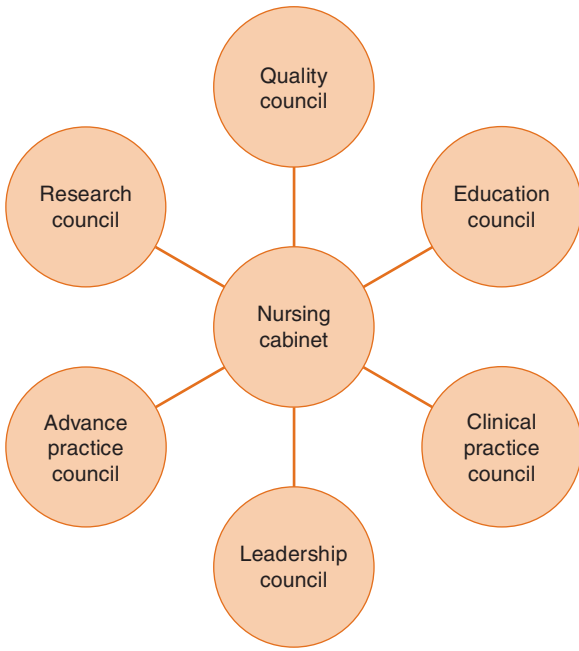 Quality
council
Research
council
Education
council
Nursing
cabinet
Advance
practice
council
Clinical
practice
council
Leadership
council